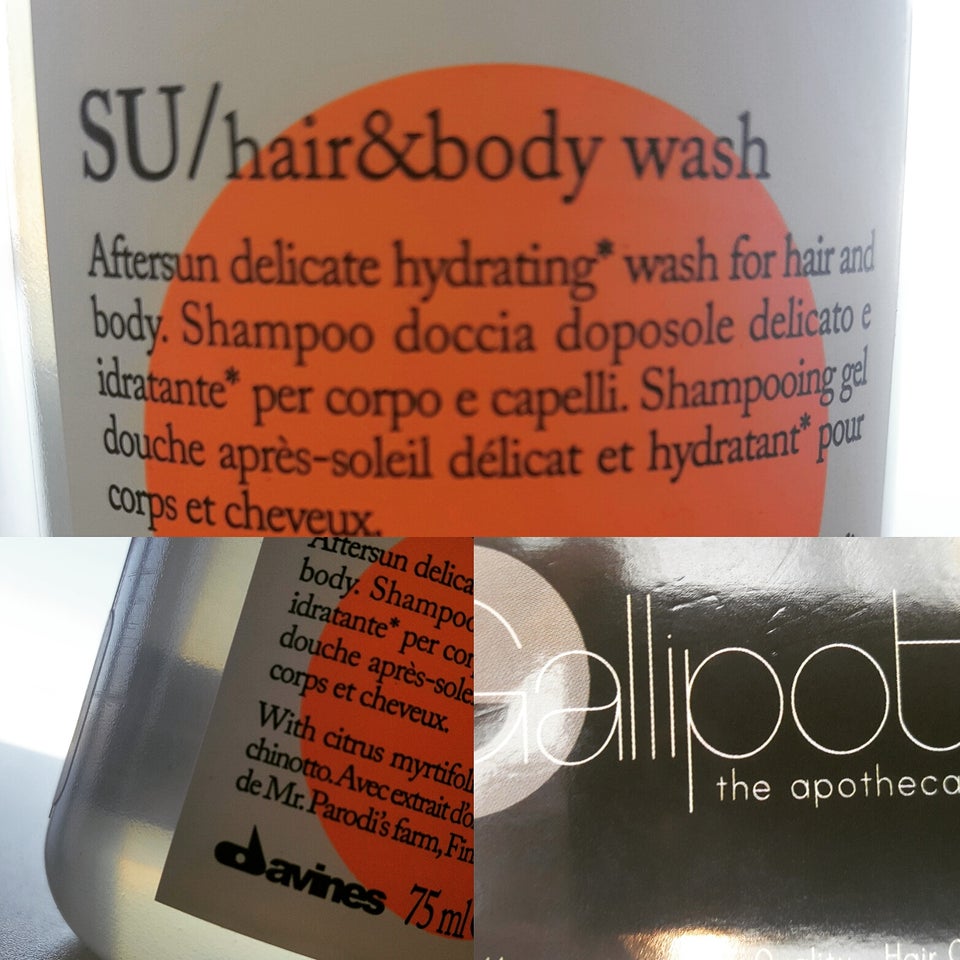 SU/hair&body wash
Aftersun delicate hydrating* wash for hair and
body. Shampoo doccia doposole delicato e
idratante* per corpo e capelli. Shampooing gel
douche après-soleil délicat et hydratant* pour
corps et cheveux.
Aftersun delica
body. Shampoo
idratante* per cor
douche après-sole
corps et cheveux.
With citrus myrtifol
chinotto. Avec extrait d'o
de Mr. Parodi's farm, Fin
davines 75 ml
Gallipot
the apotheca
Quality Hair C